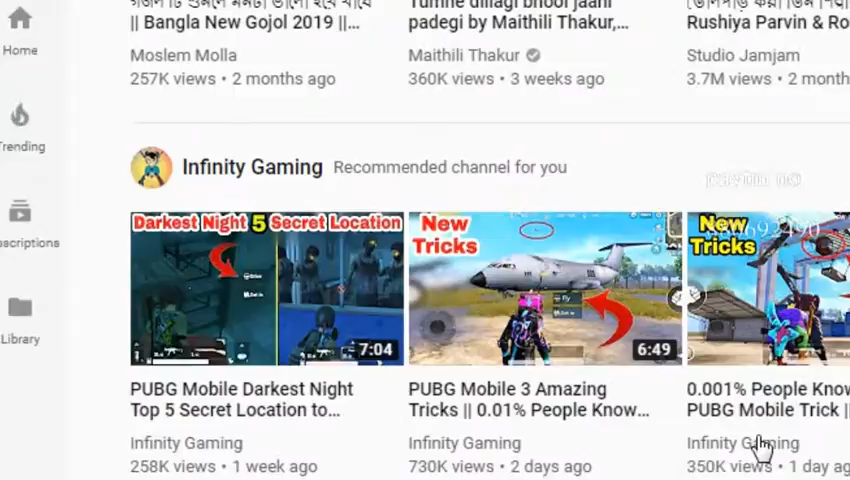 Home
|| Bangla New Gojol 2019 ||...
Moslem Molla
257K views • 2 months ago
padegi by Maithili Thakur,...
Maithili Thakur
360K views • 3 weeks ago
Rushiya Parvin & Ro
Studio Jamjam
3.7M views • 2 month
Trending
Infinity Gaming Recommended channel for you
bscriptions
Library
Darkest Night 5 Secret Location
7:04
New
Tricks
6:49
New
Tricks
PUBG Mobile Darkest Night
Top 5 Secret Location to...
Infinity Gaming
258K views • 1 week ago
PUBG Mobile 3 Amazing
Tricks || 0.01% People Know...
Infinity Gaming
730K views • 2 days ago
0.001% People Know
PUBG Mobile Trick ||
Infinity Gaming
350K views • 1 day ag